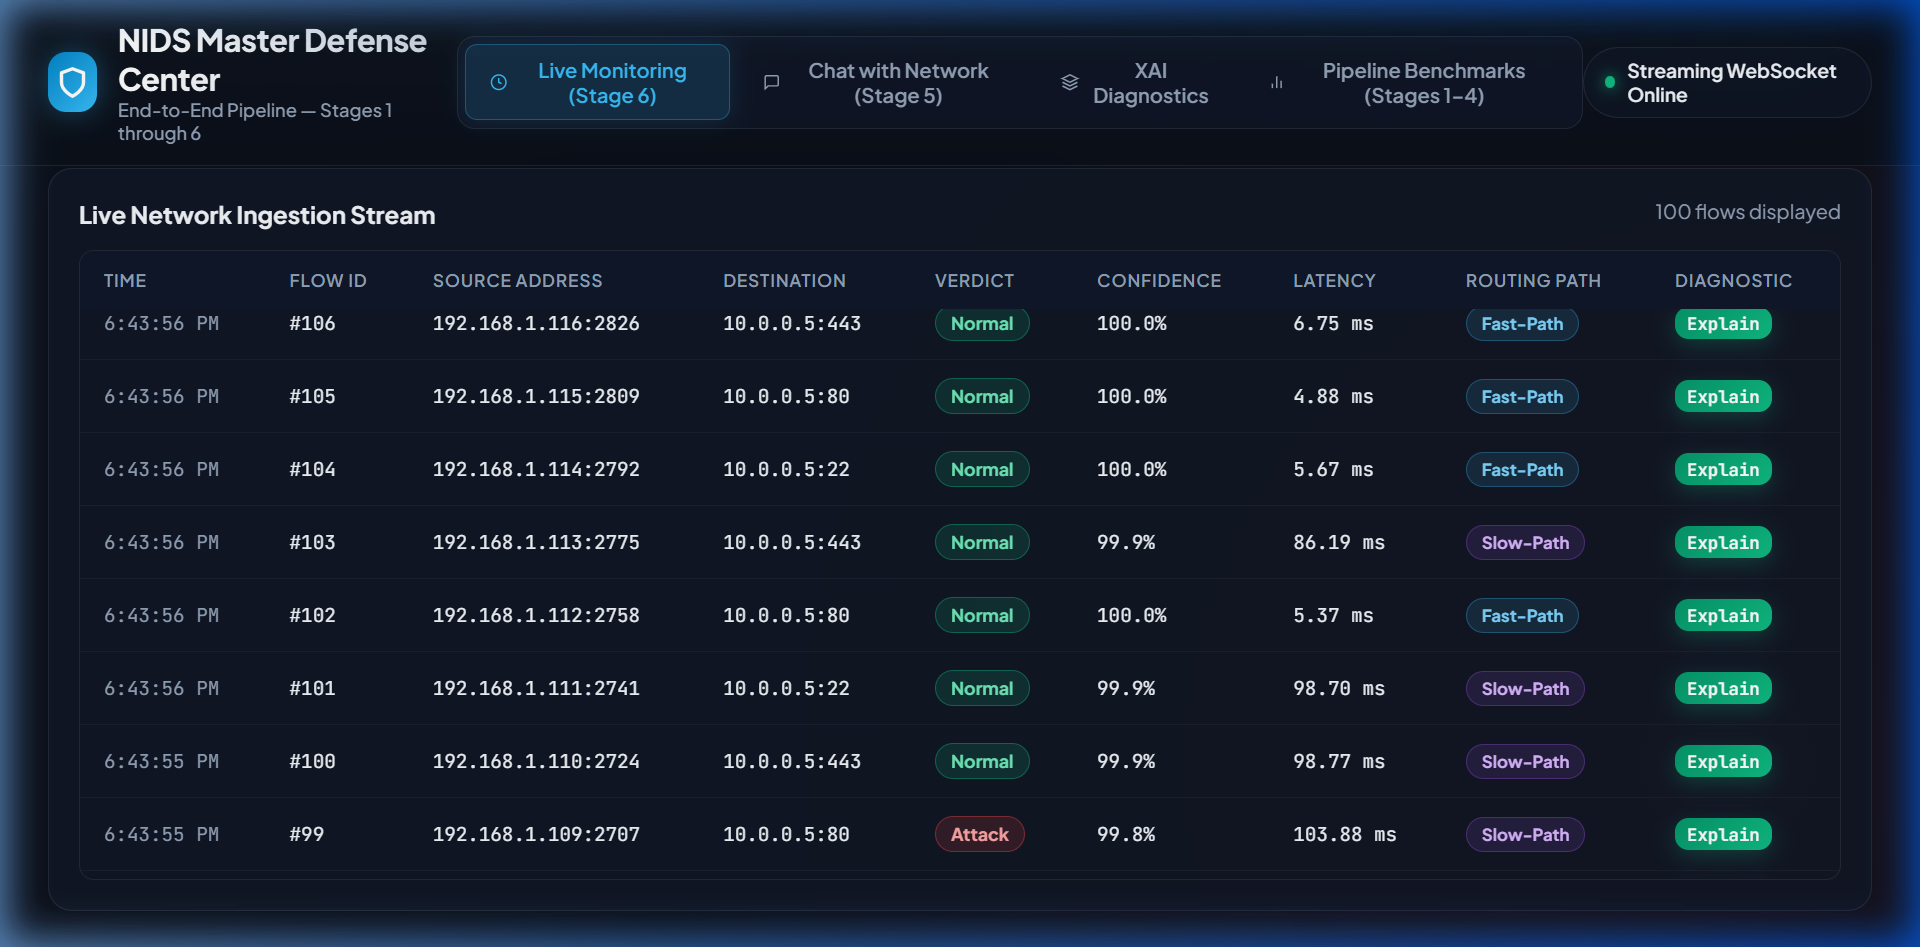 NIDS Master Defense
Center
End-to-End Pipeline — Stages 1
through 6
Live Monitoring
(Stage 6)
Chat with Network
(Stage 5)
XAI
Diagnostics
Pipeline Benchmarks
(Stages 1–4)
Streaming WebSocket
Online
Live Network Ingestion Stream
100 flows displayed
TIME FLOW ID SOURCE ADDRESS DESTINATION VERDICT CONFIDENCE LATENCY ROUTING PATH DIAGNOSTIC
6:43:56 PM #106 192.168.1.116:2826 10.0.0.5:443 Normal 100.0% 6.75 ms Fast-Path Explain
6:43:56 PM #105 192.168.1.115:2809 10.0.0.5:80 Normal 100.0% 4.88 ms Fast-Path Explain
6:43:56 PM #104 192.168.1.114:2792 10.0.0.5:22 Normal 100.0% 5.67 ms Fast-Path Explain
6:43:56 PM #103 192.168.1.113:2775 10.0.0.5:443 Normal 99.9% 86.19 ms Slow-Path Explain
6:43:56 PM #102 192.168.1.112:2758 10.0.0.5:80 Normal 100.0% 5.37 ms Fast-Path Explain
6:43:56 PM #101 192.168.1.111:2741 10.0.0.5:22 Normal 99.9% 98.70 ms Slow-Path Explain
6:43:55 PM #100 192.168.1.110:2724 10.0.0.5:443 Normal 99.9% 98.77 ms Slow-Path Explain
6:43:55 PM #99 192.168.1.109:2707 10.0.0.5:80 Attack 99.8% 103.88 ms Slow-Path Explain